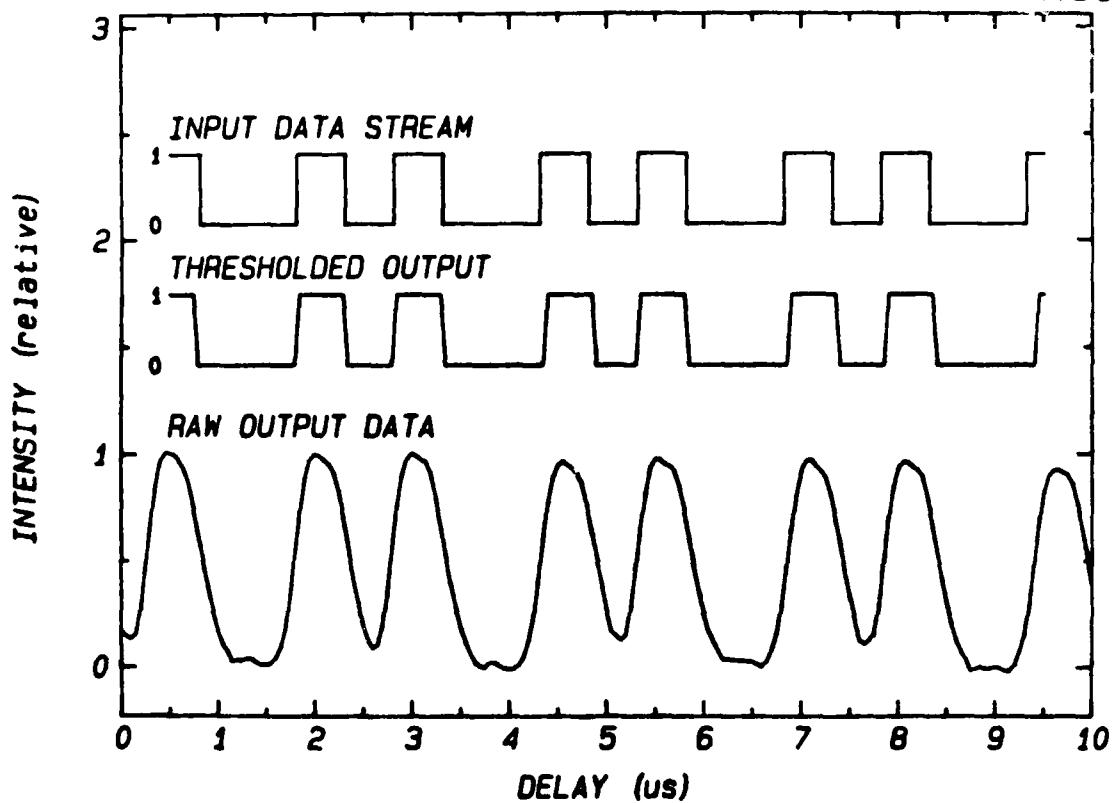 3
INPUT DATA STREAM
1
0
2
THRESHOLDED OUTPUT
1
0
RAW OUTPUT DATA
1
0
INTENSITY (relative)
0 1 2 3 4 5 6 7 8 9 10
DELAY (us)